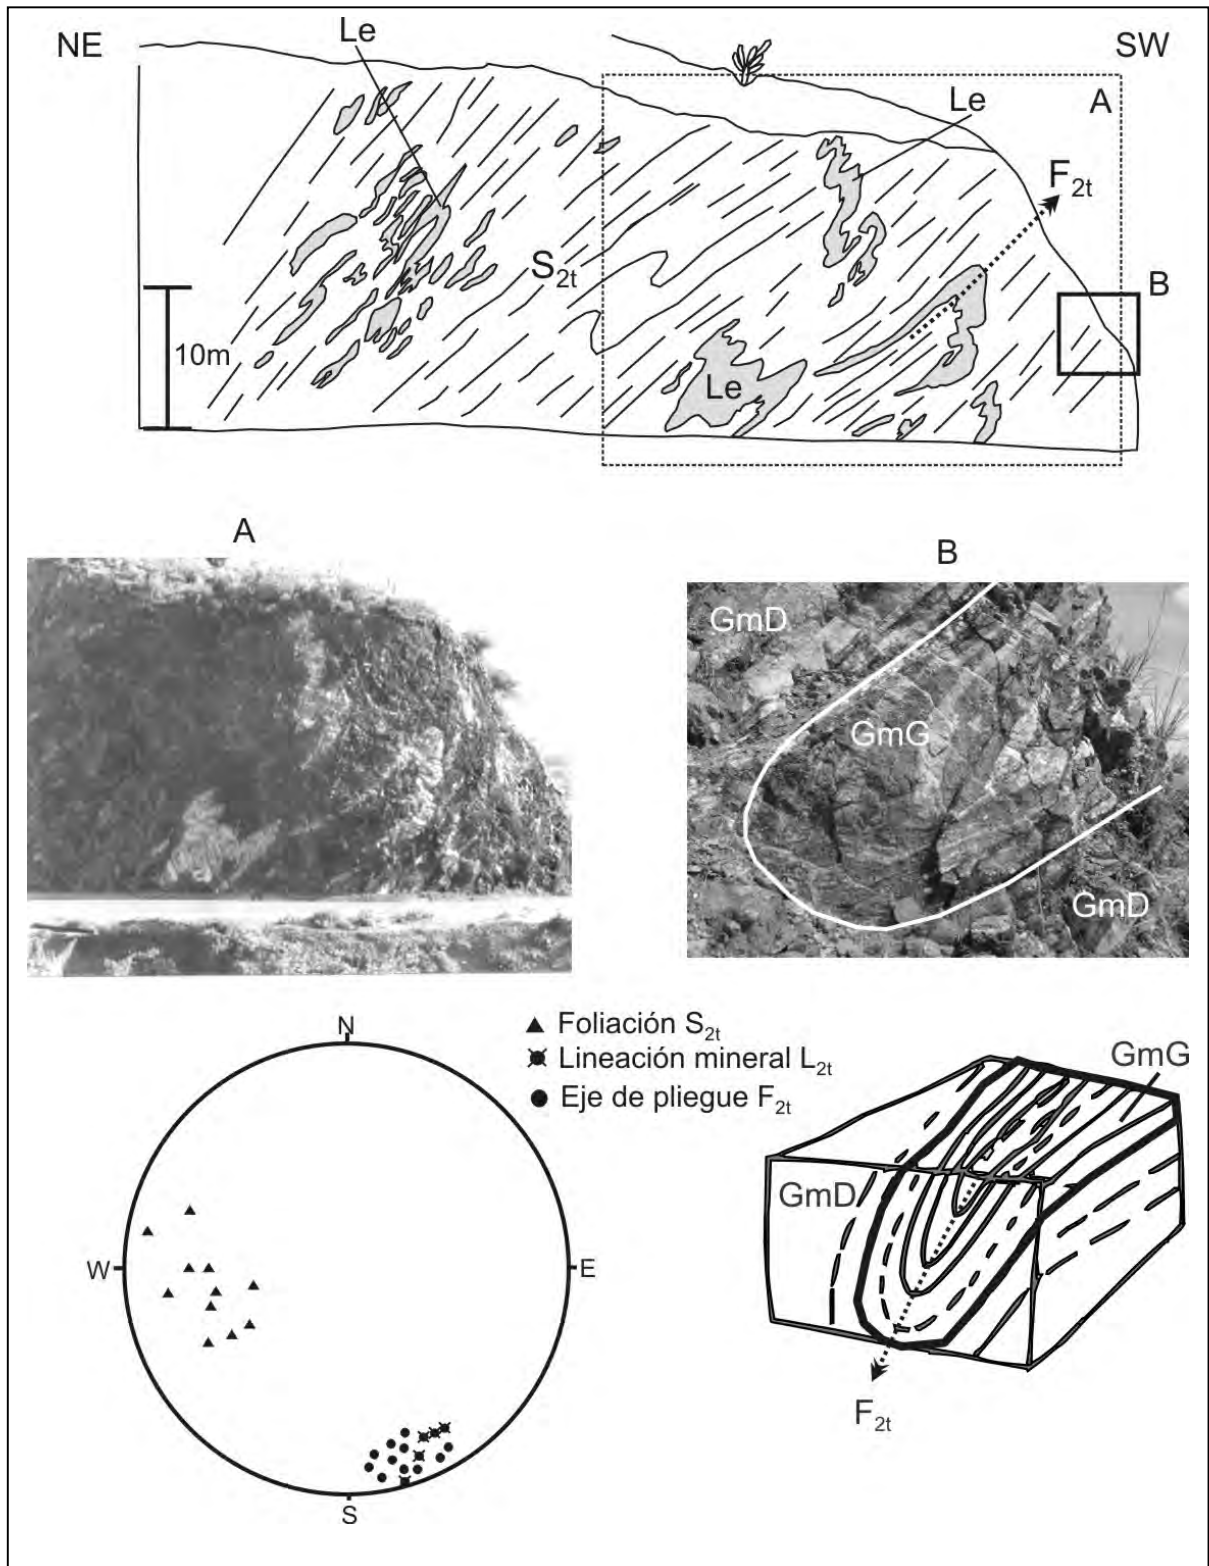 NE
Le
SW
Le
A
F2t
S2t
B
10m
Le
A
B
GmD
GmG
GmD
N
W
E
S
Foliación S2t
Lineación mineral L2t
Eje de pliegue F2t
GmG
GmD
F2t